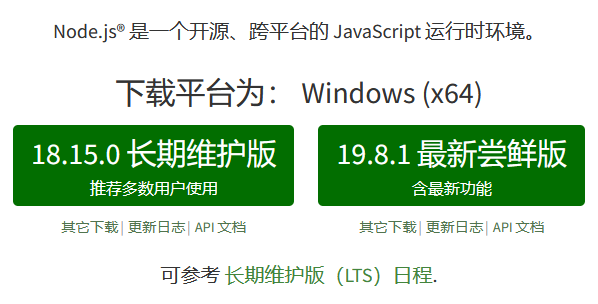 Node.js® 是一个开源、跨平台的 JavaScript 运行时环境。
下载平台为： Windows (x64)
18.15.0 长期维护版
推荐多数用户使用
其它下载 | 更新日志 | API 文档
19.8.1 最新尝鲜版
含最新功能
其它下载 | 更新日志 | API 文档
可参考 长期维护版（LTS）日程.